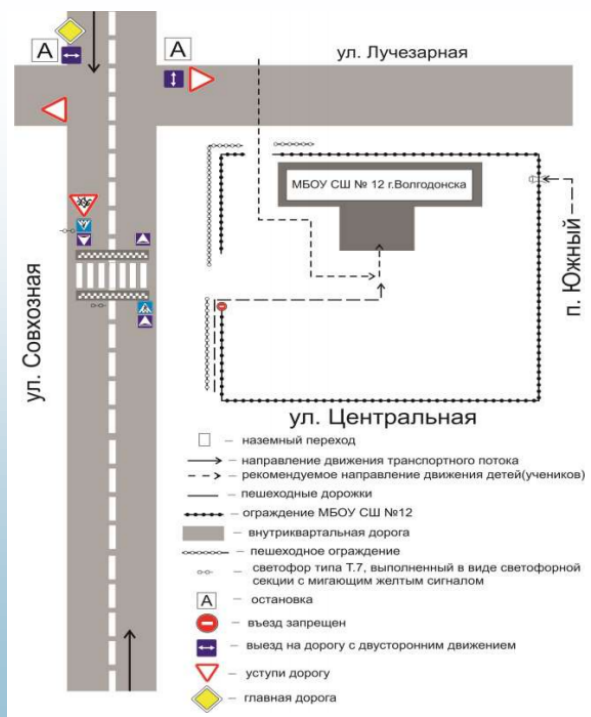 А
А
ул. Лучезарная
МБОУ СШ № 12 г.Волгодонска
п. Южный
ул. Совхозная
ул. Центральная
– наземный переход
– направление движения транспортного потока
– рекомендуемое направление движения детей(учеников)
– пешеходные дорожки
– ограждение МБОУ СШ №12
– внутриквартальная дорога
– пешеходное ограждение
– светофор типа Т.7, выполненный в виде светофорной
секции с мигающим желтым сигналом
А – остановка
– въезд запрещен
– выезд на дорогу с двусторонним движением
– уступи дорогу
– главная дорога